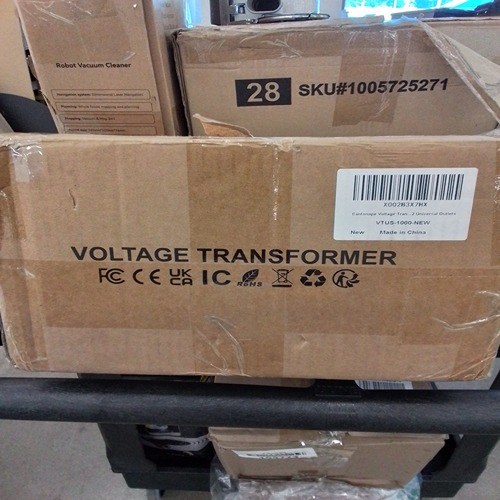 Robot Vacuum Cleaner
28 SKU#1005725271
X002B3X7HX
VTUS-1000-NEW
New Made in China
VOLTAGE TRANSFORMER
FC CE UK CA IC RoHS